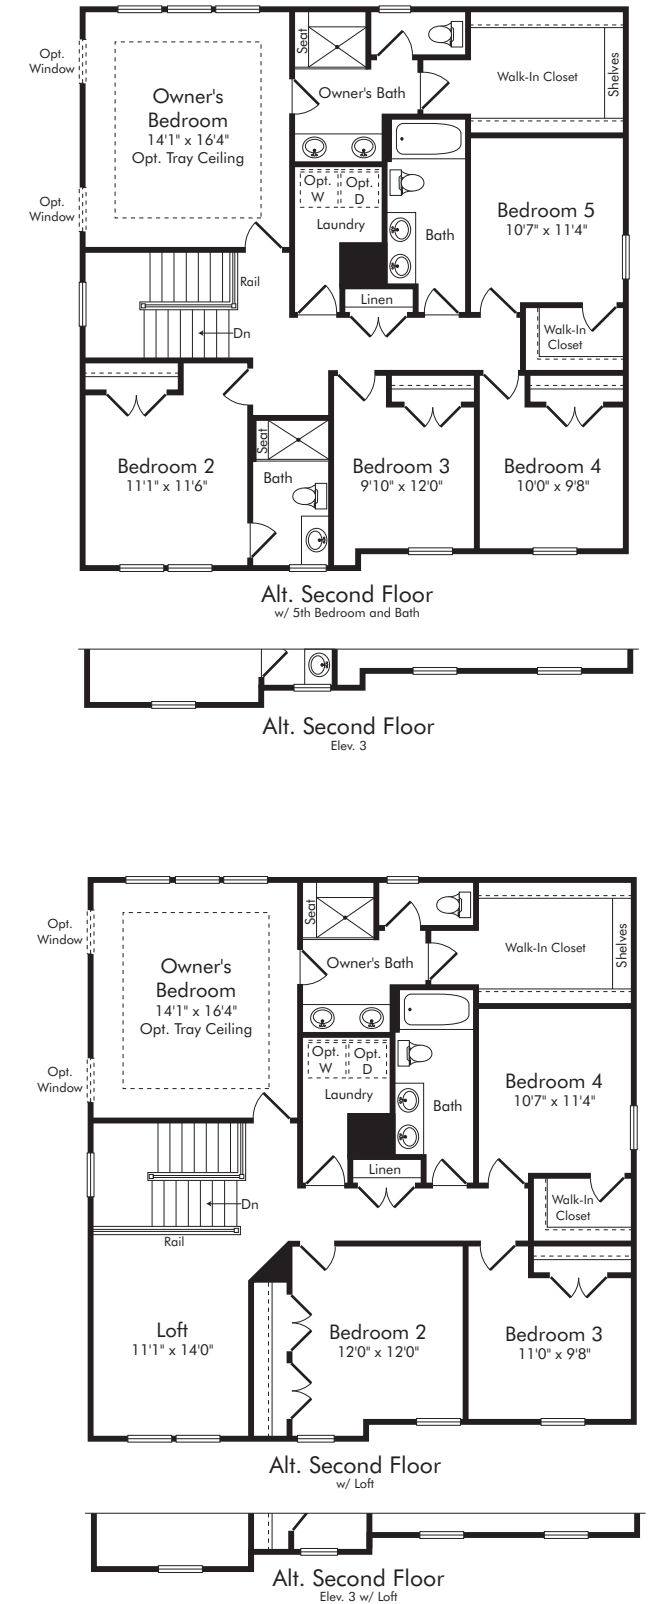 Opt.
Window
Owner's
Bedroom
14'1" x 16'4"
Opt. Tray Ceiling
Seat
Owner's Bath
Walk-In Closet
Shelves
Opt.
Window
Opt.
W
Opt.
D
Laundry
Bath
Bedroom 5
10'7" x 11'4"
Rail
Linen
Dn
Walk-In
Closet
Bedroom 2
11'1" x 11'6"
Seat
Bath
Bedroom 3
9'10" x 12'0"
Bedroom 4
10'0" x 9'8"
Alt. Second Floor
w/ 5th Bedroom and Bath
Alt. Second Floor
Elev. 3
Opt.
Window
Owner's
Bedroom
14'1" x 16'4"
Opt. Tray Ceiling
Seat
Owner's Bath
Walk-In Closet
Shelves
Opt.
Window
Opt.
W
Opt.
D
Laundry
Bath
Bedroom 4
10'7" x 11'4"
Linen
Dn
Walk-In
Closet
Rail
Loft
11'1" x 14'0"
Bedroom 2
12'0" x 12'0"
Bedroom 3
11'0" x 9'8"
Alt. Second Floor
w/ Loft
Alt. Second Floor
Elev. 3 w/ Loft